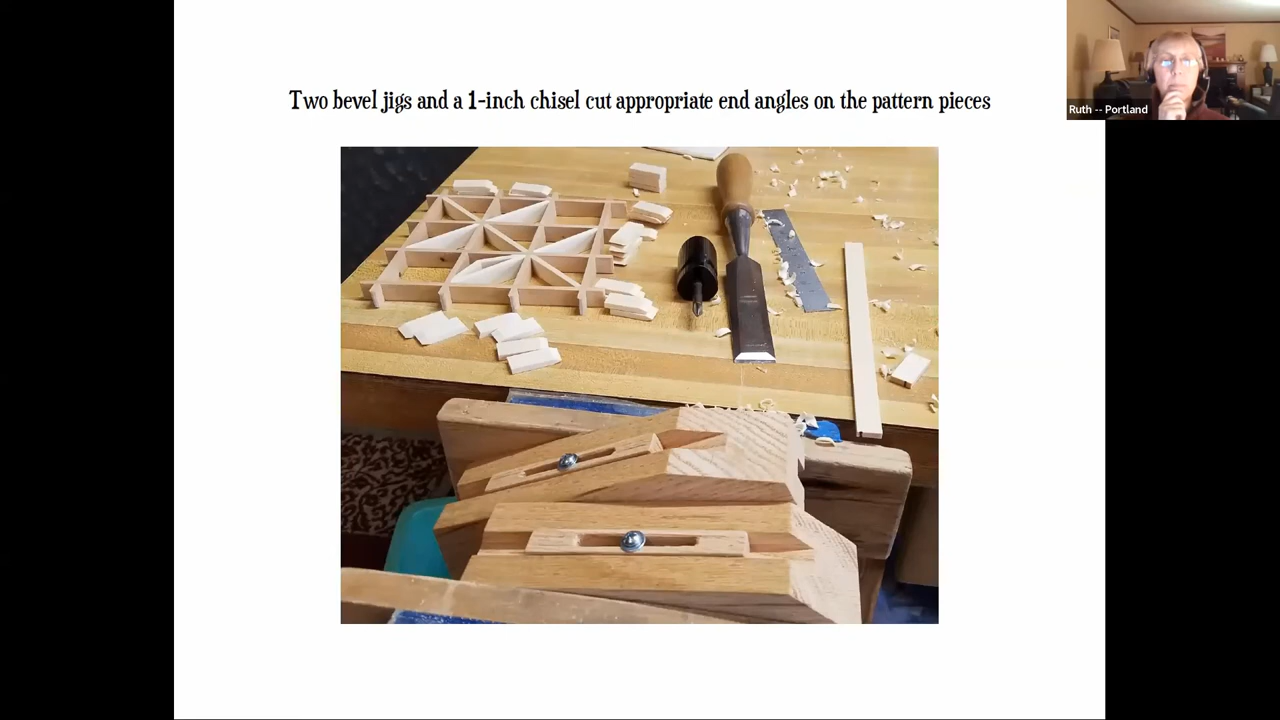 Two bevel jigs and a 1-inch chisel cut appropriate end angles on the pattern pieces
Ruth -- Portland